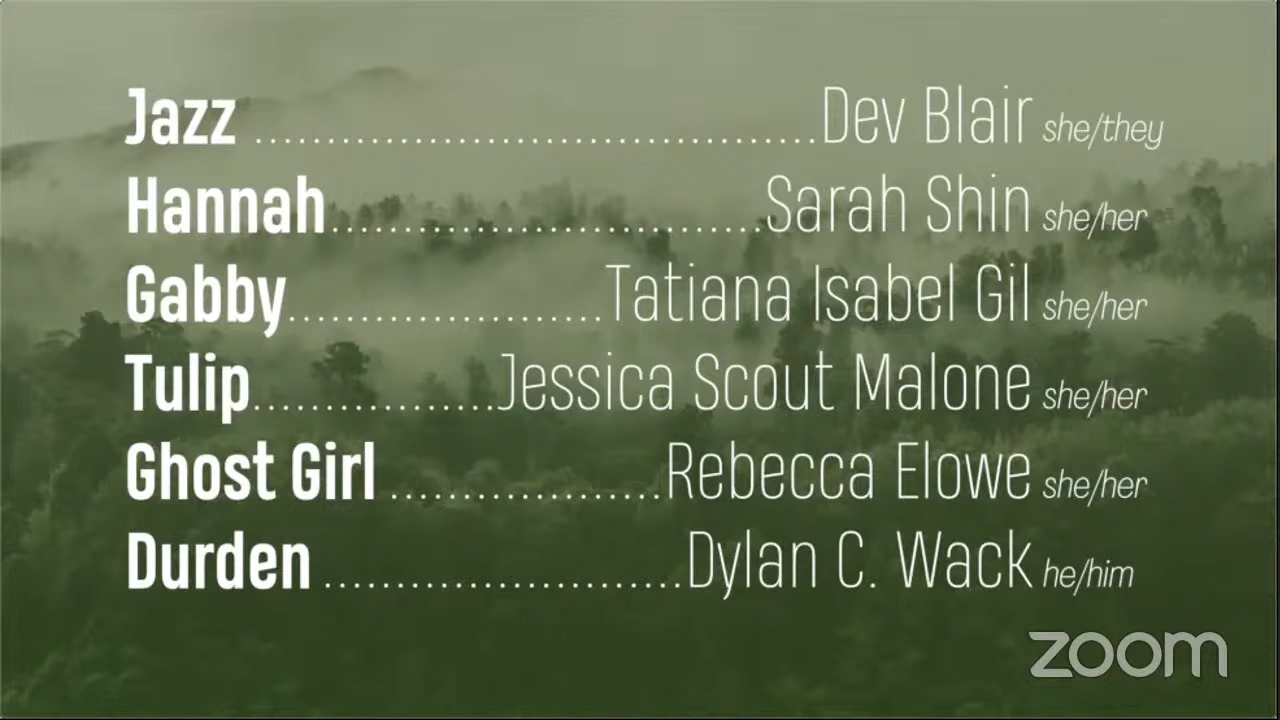 Jazz ..................................Dev Blair she/they
Hannah..........................Sarah Shin she/her
Gabby...................Tatiana Isabel Gil she/her
Tulip...............Jessica Scout Malone she/her
Ghost Girl ................Rebecca Elowe she/her
Durden .....................Dylan C. Wack he/him
zoom